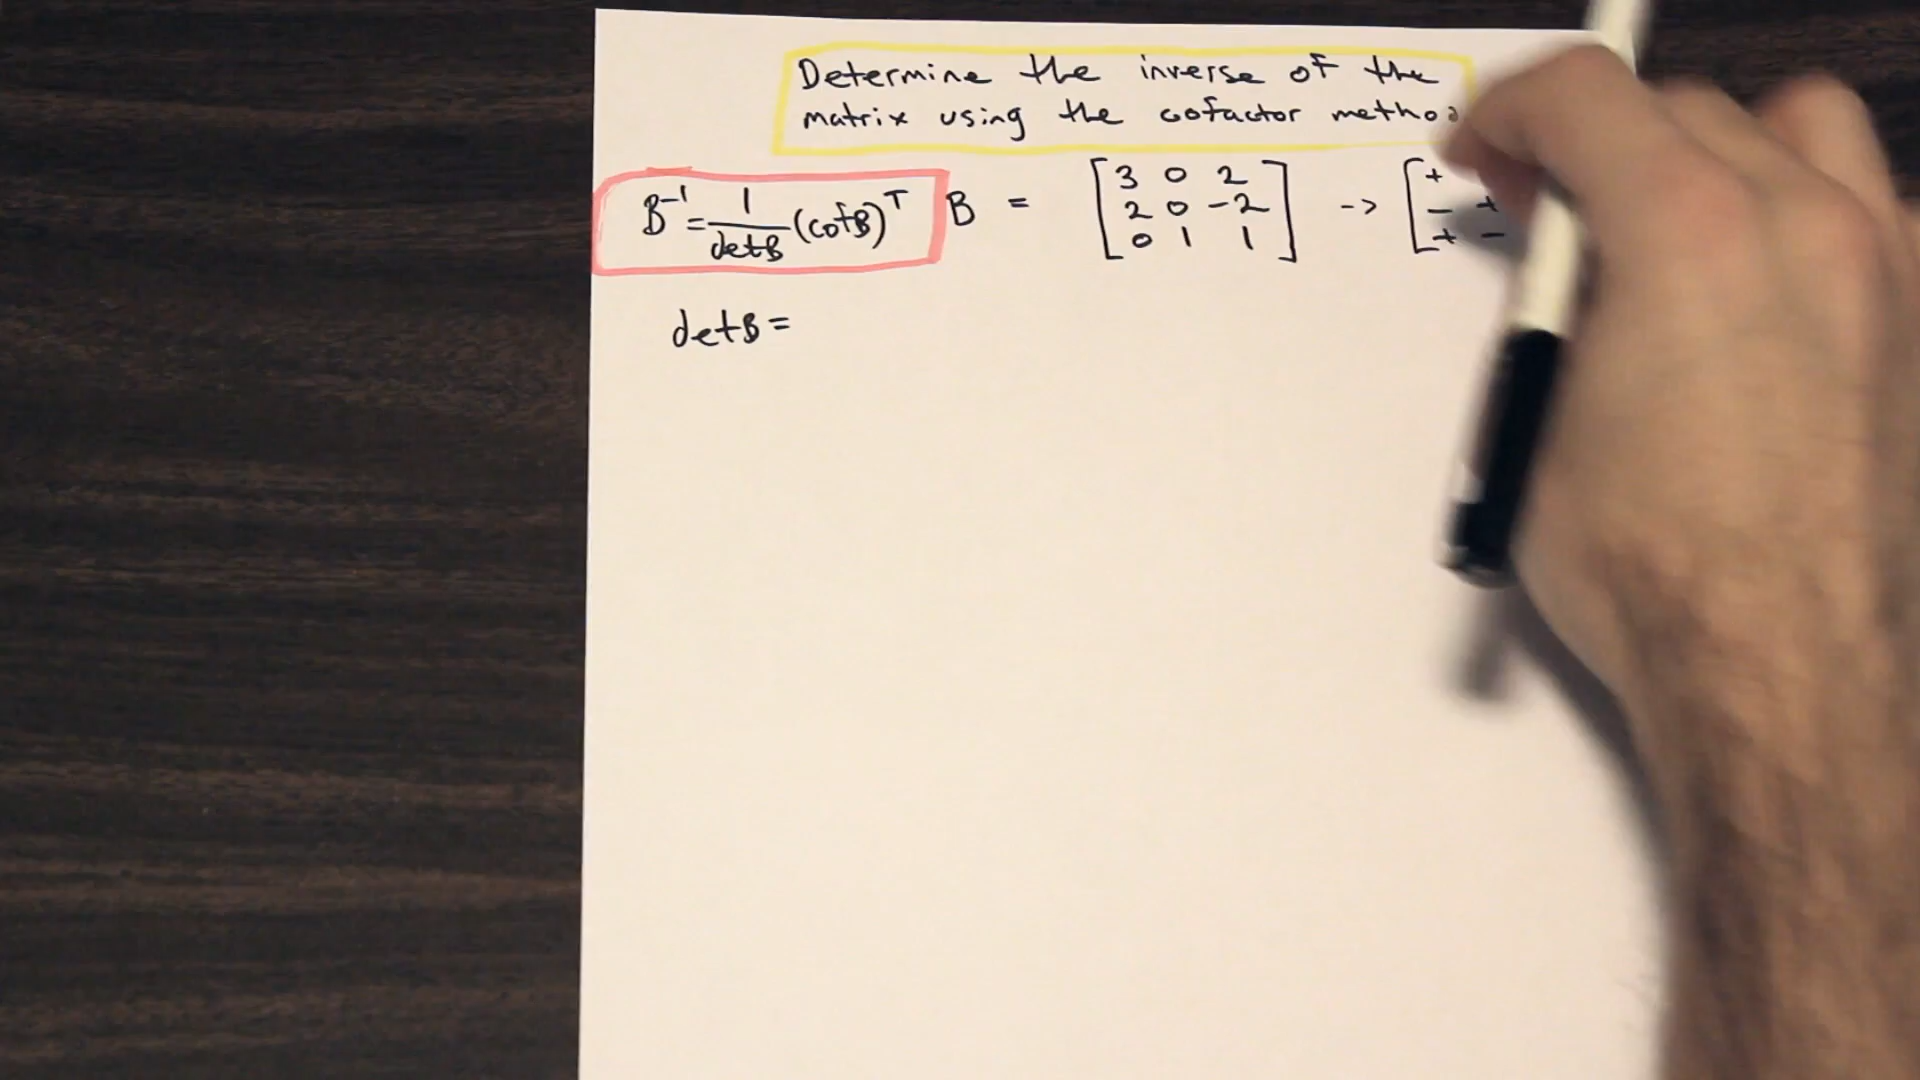 Determine the inverse of the
matrix using the cofactor method
B⁻¹ = 1/detB (cofB)ᵀ B = [3 0 2 -> [+
2 0 -2 - +
0 1 1] + -
detB =